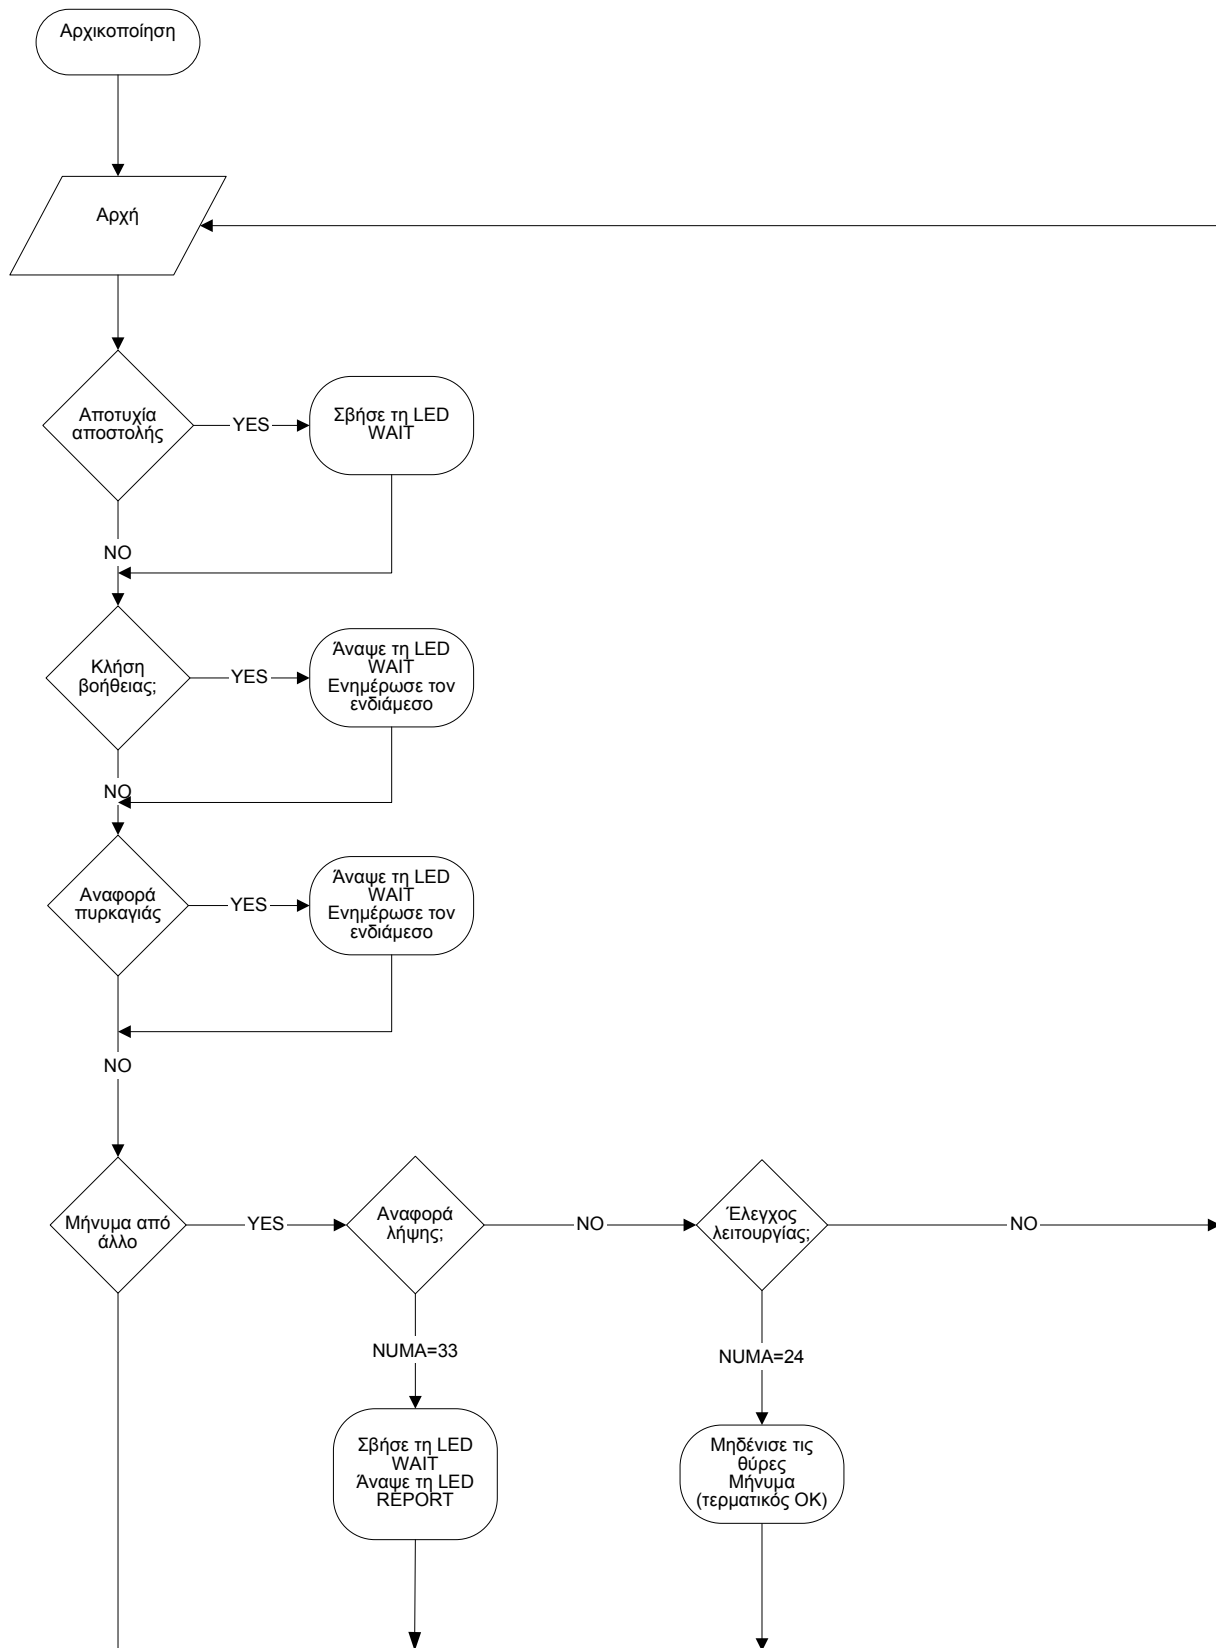 Αρχικοποίηση
Αρχή
Αποτυχία
αποστολής
YES
Σβήσε τη LED
WAIT
NO
Κλήση
βοήθειας;
YES
Άναψε τη LED
WAIT
Ενημέρωσε τον
ενδιάμεσο
NO
Αναφορά
πυρκαγιάς
YES
Άναψε τη LED
WAIT
Ενημέρωσε τον
ενδιάμεσο
NO
Μήνυμα από
άλλο
YES
Αναφορά
λήψης;
NO
Έλεγχος
λειτουργίας;
NO
NUMA=33
NUMA=24
Σβήσε τη LED
WAIT
Άναψε τη LED
REPORT
Μηδένισε τις
θύρες
Μήνυμα
(τερματικός OK)